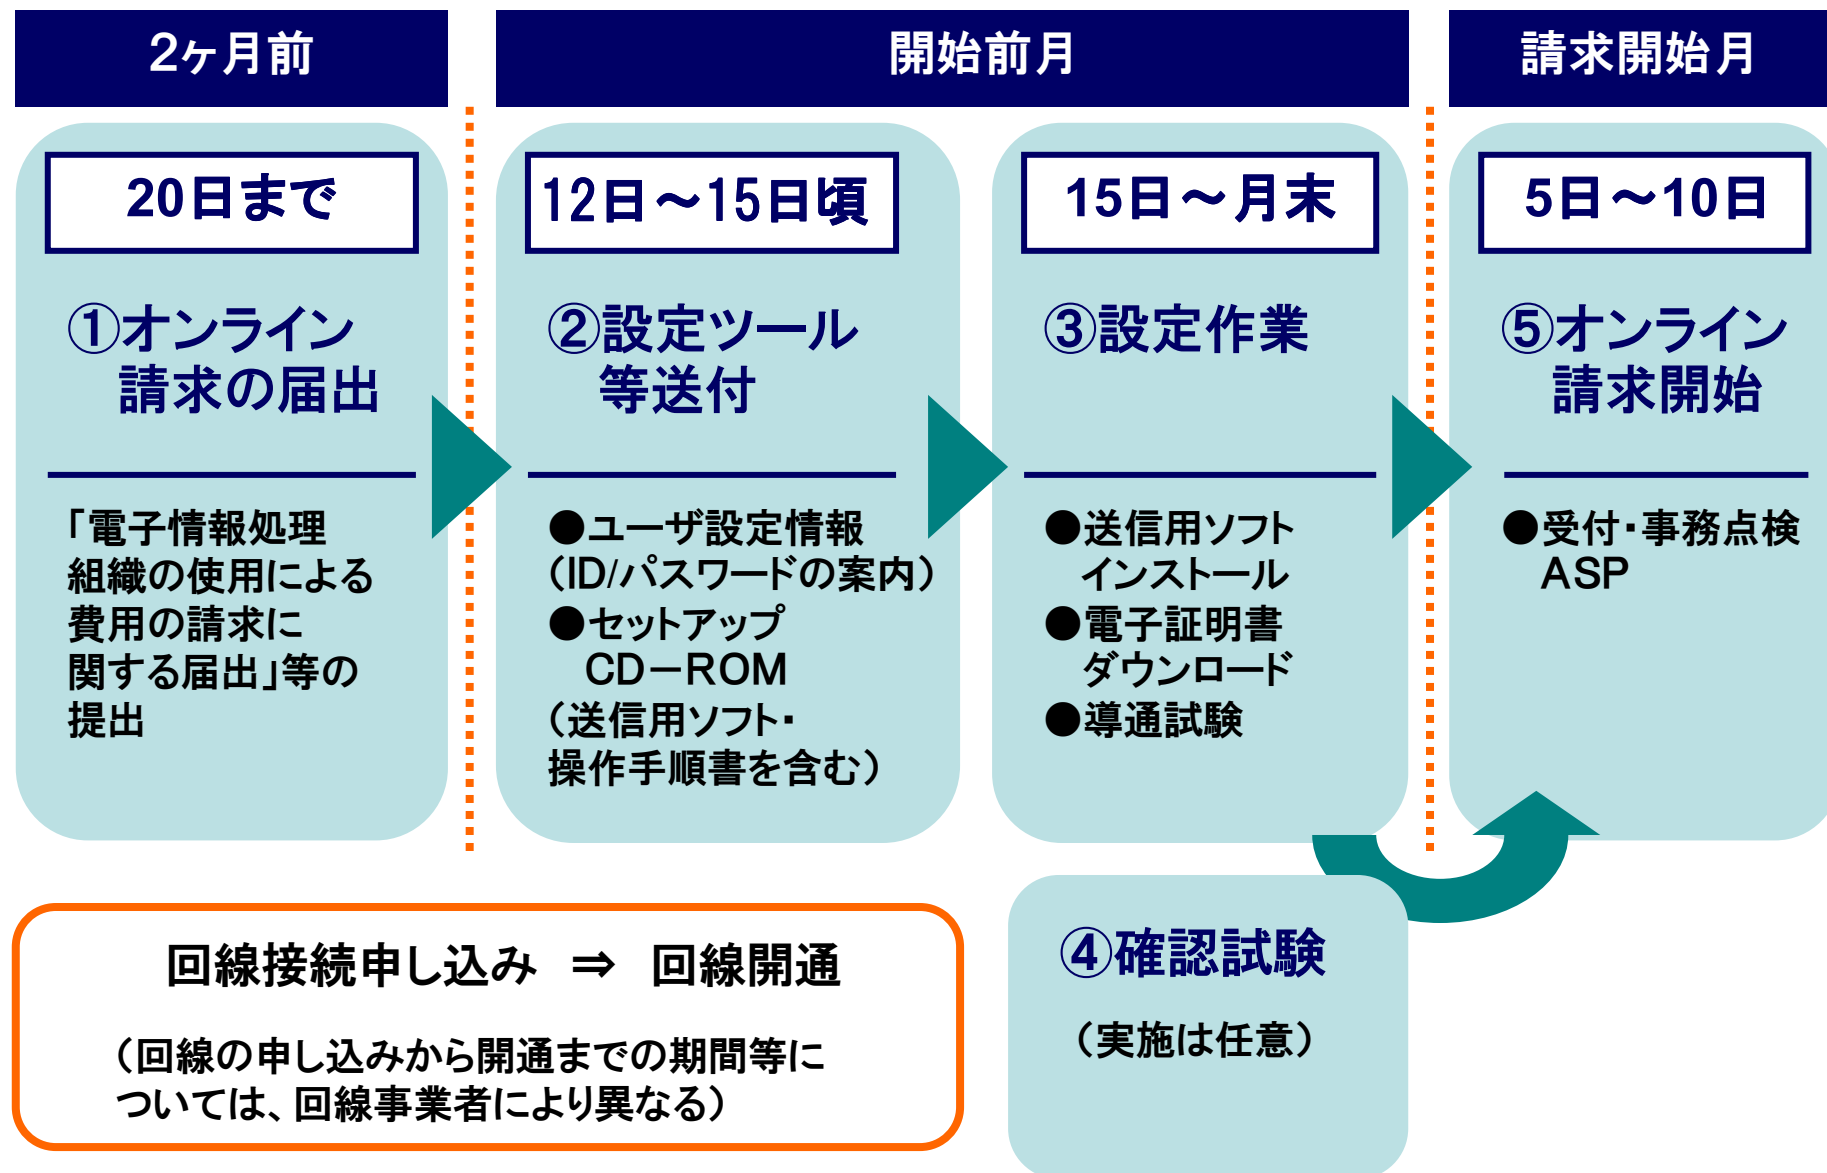 2ヶ月前
開始前月
請求開始月
20日まで
①オンライン
請求の届出
「電子情報処理
組織の使用による
費用の請求に
関する届出」等の
提出
12日～15日頃
②設定ツール
等送付
●ユーザ設定情報
（ID/パスワードの案内）
●セットアップ
CD－ROM
（送信用ソフト・
操作手順書を含む）
15日～月末
③設定作業
●送信用ソフト
インストール
●電子証明書
ダウンロード
●導通試験
5日～10日
⑤オンライン
請求開始
●受付・事務点検
ASP
回線接続申し込み ⇒ 回線開通
（回線の申し込みから開通までの期間等に
ついては、回線事業者により異なる）
④確認試験
（実施は任意）